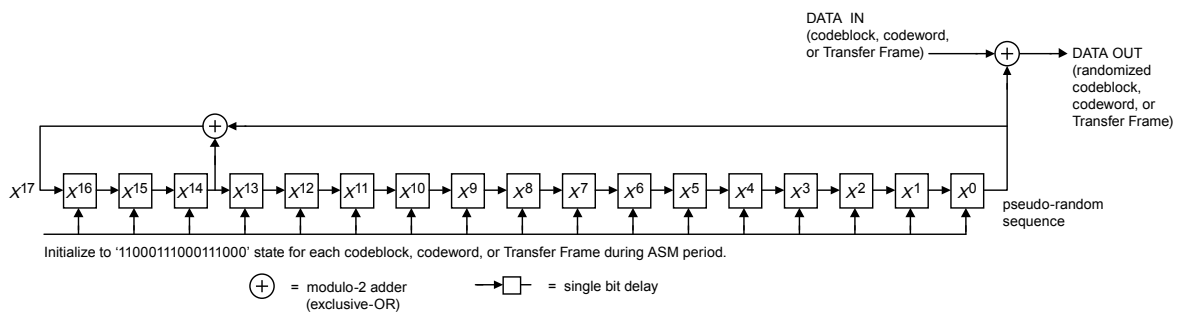 DATA IN
(codeblock, codeword,
or Transfer Frame)
DATA OUT
(randomized
codeblock,
codeword, or
Transfer Frame)
X17 X16 X15 X14 X13 X12 X11 X10 X9 X8 X7 X6 X5 X4 X3 X2 X1 X0
pseudo-random
sequence
Initialize to ‘11000111000111000’ state for each codeblock, codeword, or Transfer Frame during ASM period.
= modulo-2 adder
(exclusive-OR)
= single bit delay